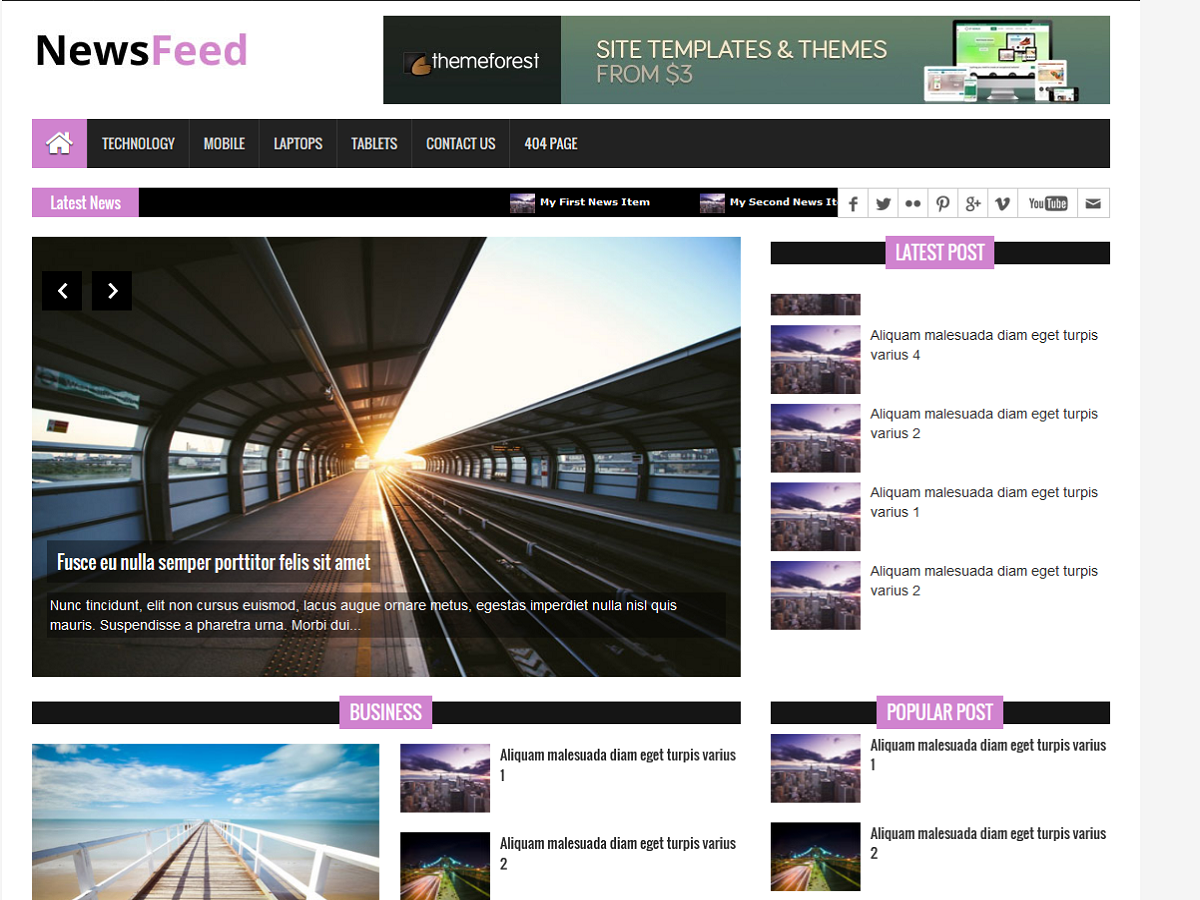 NewsFeed
themeforest
SITE TEMPLATES & THEMES
FROM $3
TECHNOLOGY
MOBILE
LAPTOPS
TABLETS
CONTACT US
404 PAGE
Latest News
My First News Item
My Second News It
You Tube
LATEST POST
Aliquam malesuada diam eget turpis
varius 4
Aliquam malesuada diam eget turpis
varius 2
Aliquam malesuada diam eget turpis
varius 1
Aliquam malesuada diam eget turpis
varius 2
Fusce eu nulla semper porttitor felis sit amet
Nunc tincidunt, elit non cursus euismod, lacus augue ornare metus, egestas imperdiet nulla nisl quis
mauris. Suspendisse a pharetra urna. Morbi dui...
BUSINESS
Aliquam malesuada diam eget turpis varius
1
Aliquam malesuada diam eget turpis varius
2
POPULAR POST
Aliquam malesuada diam eget turpis varius
1
Aliquam malesuada diam eget turpis varius
2